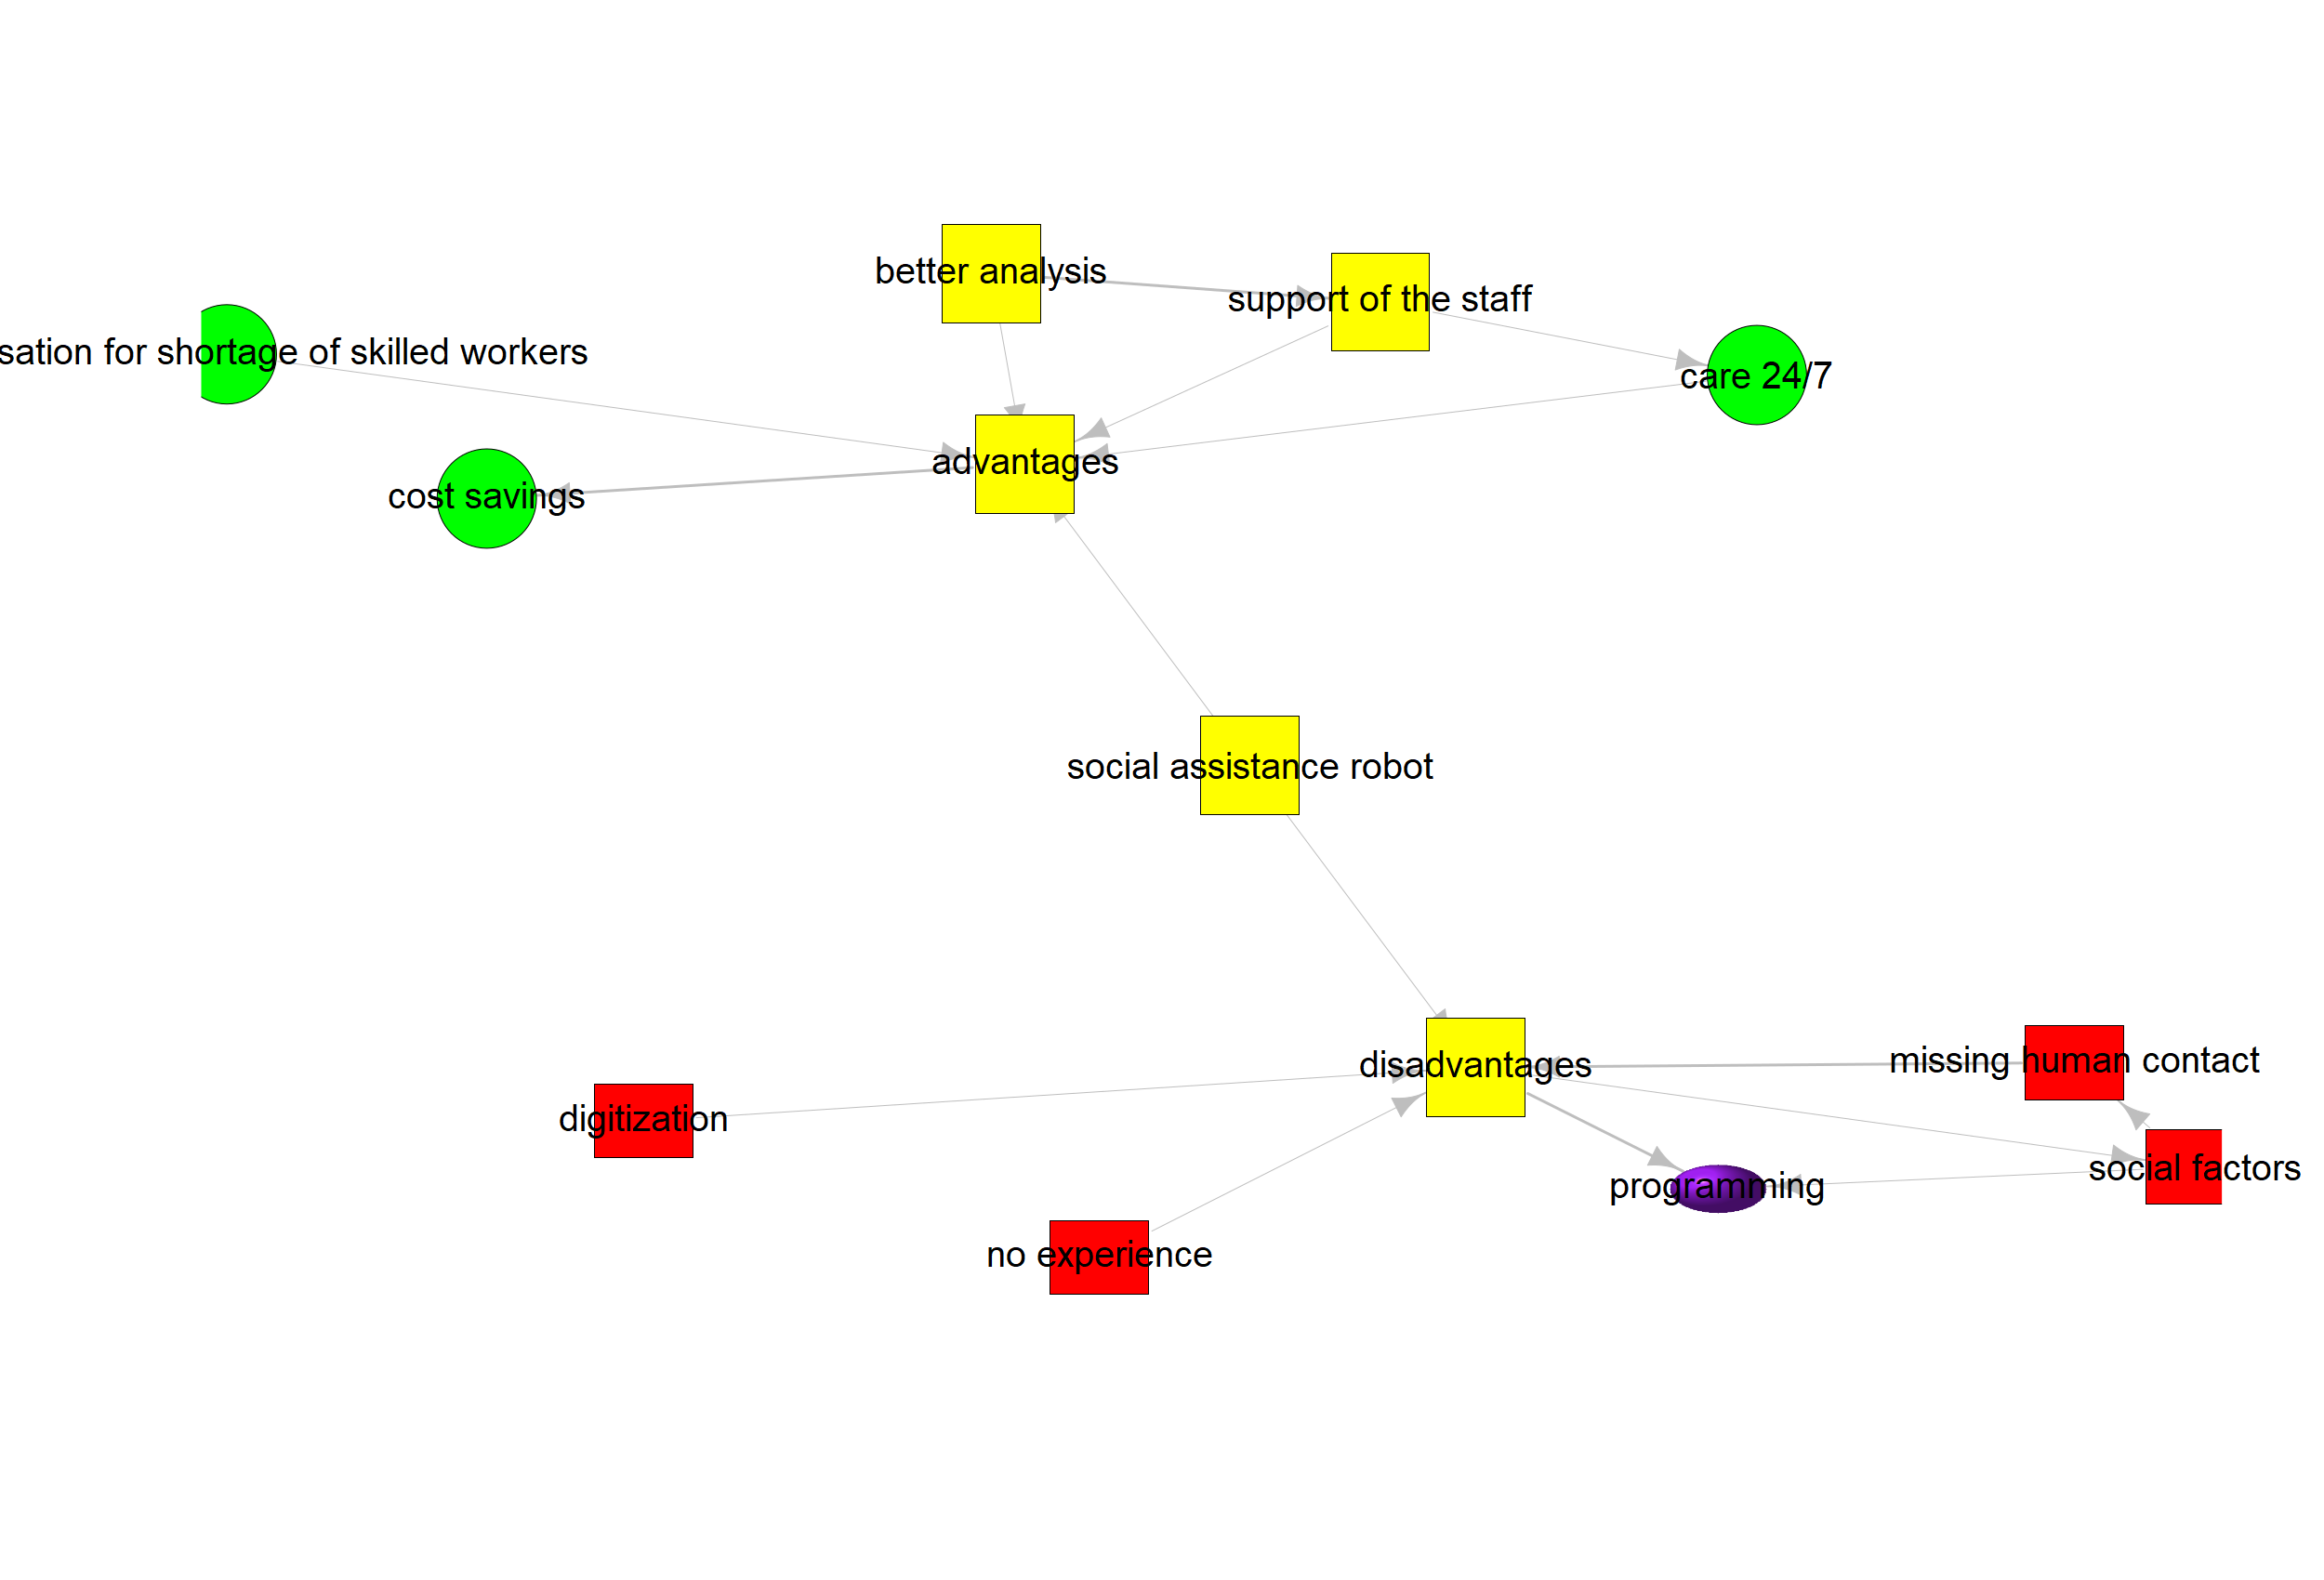 better analysis
support of the staff
sation for shortage of skilled workers
care 24/7
advantages
cost savings
social assistance robot
disadvantages
missing human contact
digitization
social factors
programming
no experience